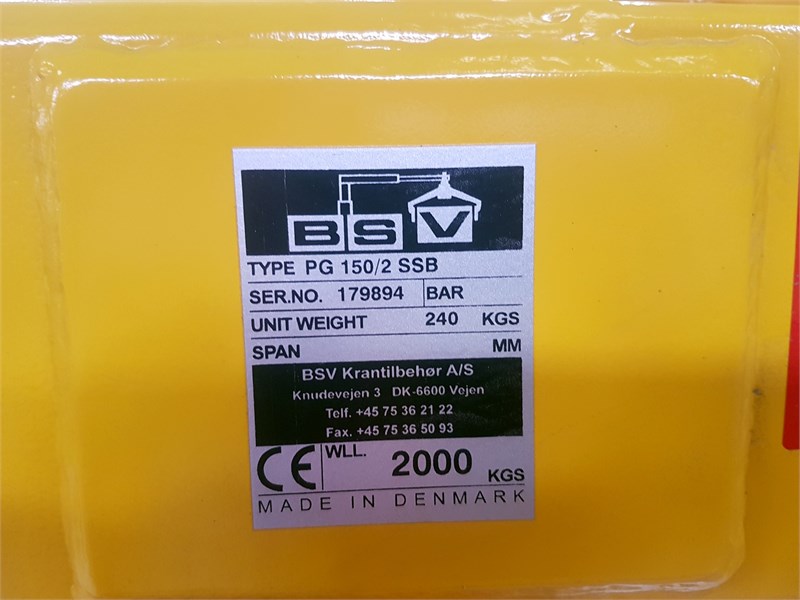 BSV
TYPE PG 150/2 SSB
SER.NO. 179894 BAR
UNIT WEIGHT 240 KGS
SPAN MM
BSV Krantilbehør A/S
Knudevejen 3 DK-6600 Vejen
Telf. +45 75 36 21 22
Fax. +45 75 36 50 93
CE WLL. 2000 KGS
MADE IN DENMARK